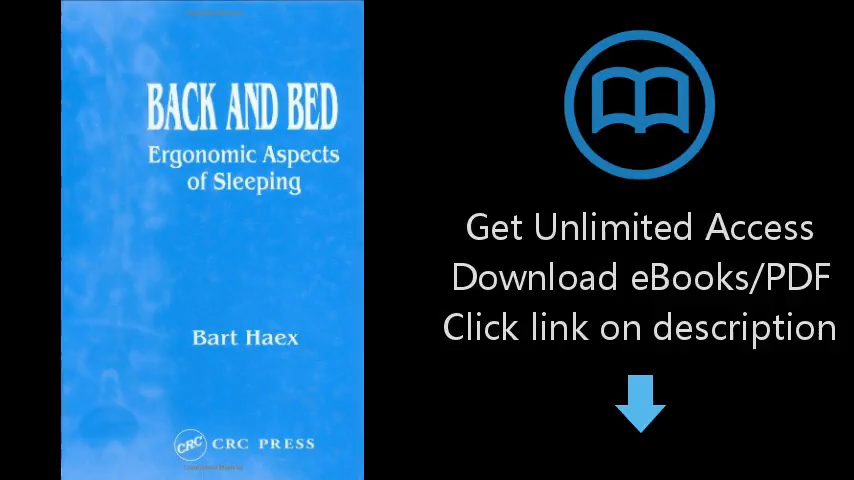 BACK AND BED
Ergonomic Aspects
of Sleeping
Bart Haex
CRC CRC PRESS
Get Unlimited Access
Download eBooks/PDF
Click link on description